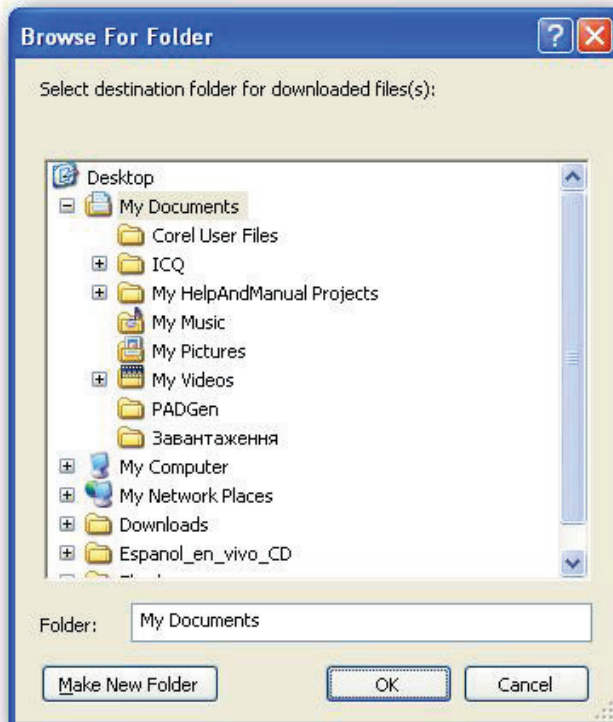 Browse For Folder
Select destination folder for downloaded files(s):
Desktop
My Documents
Corel User Files
ICQ
My HelpAndManual Projects
My Music
My Pictures
My Videos
PADGen
Завантаження
My Computer
My Network Places
Downloads
Espanol_en_vivo_CD
Folder: My Documents
Make New Folder OK Cancel